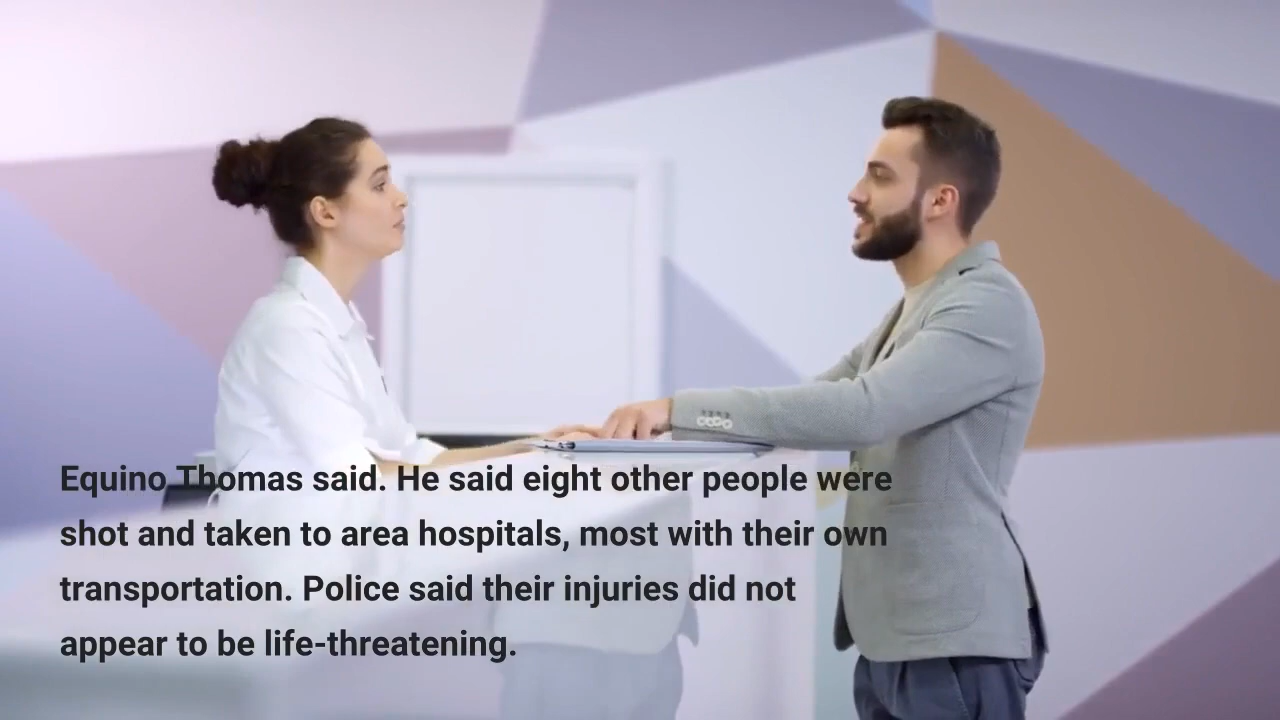 Equino Thomas said. He said eight other people were
shot and taken to area hospitals, most with their own
transportation. Police said their injuries did not
appear to be life-threatening.